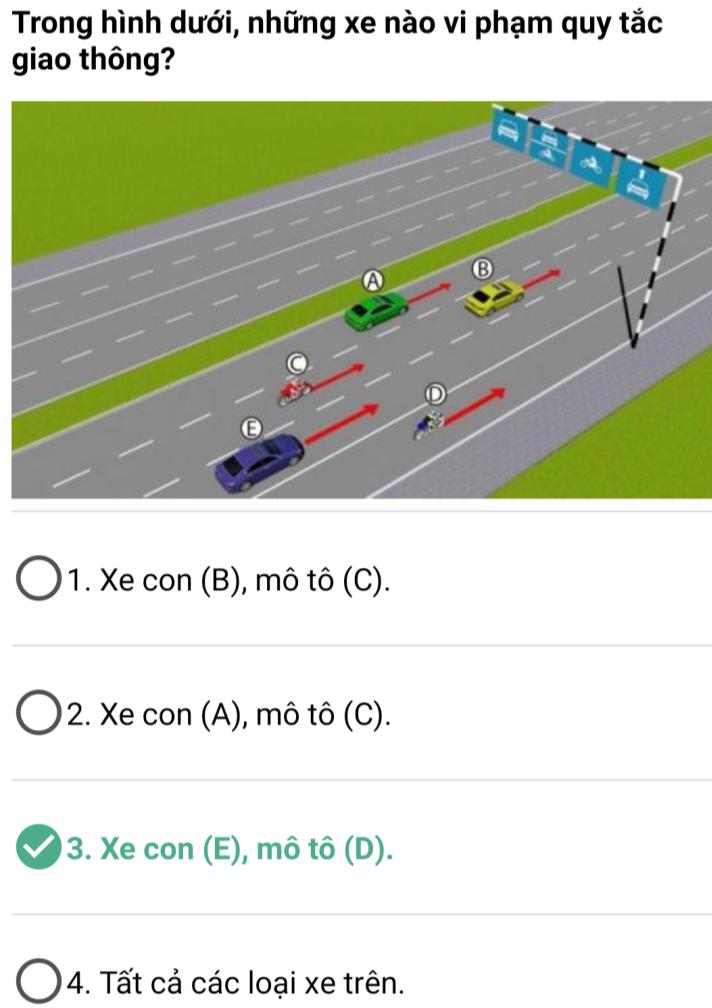 Trong hình dưới, những xe nào vi phạm quy tắc
giao thông?
B
A
C
D
E
1. Xe con (B), mô tô (C).
2. Xe con (A), mô tô (C).
3. Xe con (E), mô tô (D).
4. Tất cả các loại xe trên.